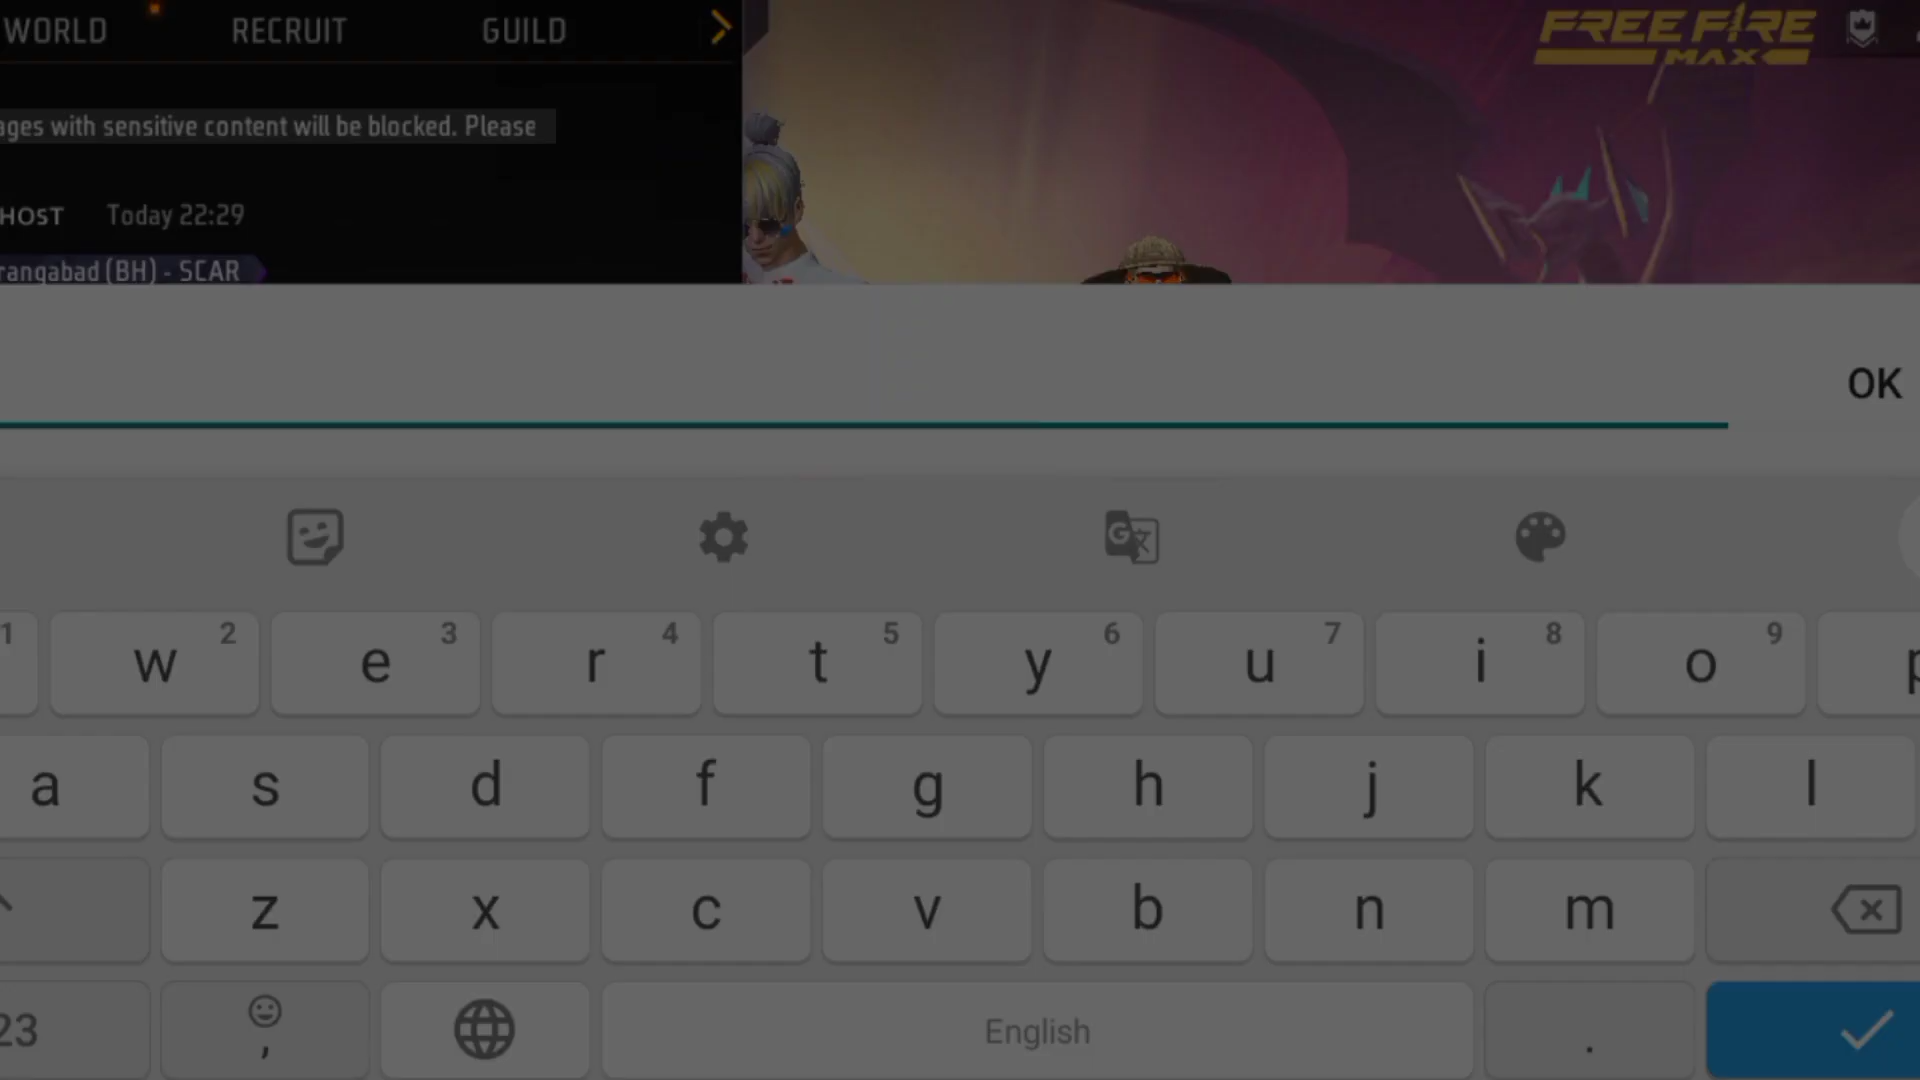 WORLD RECRUIT GUILD
FREE FIRE
MAX
ages with sensitive content will be blocked. Please
HOST Today 22:29
rangabad (BH) - SCAR
OK
1 w 2 e 3 r 4 t 5 y 6 u 7 i 8 o 9 p
a s d f g h j k l
z x c v b n m
23 , English .